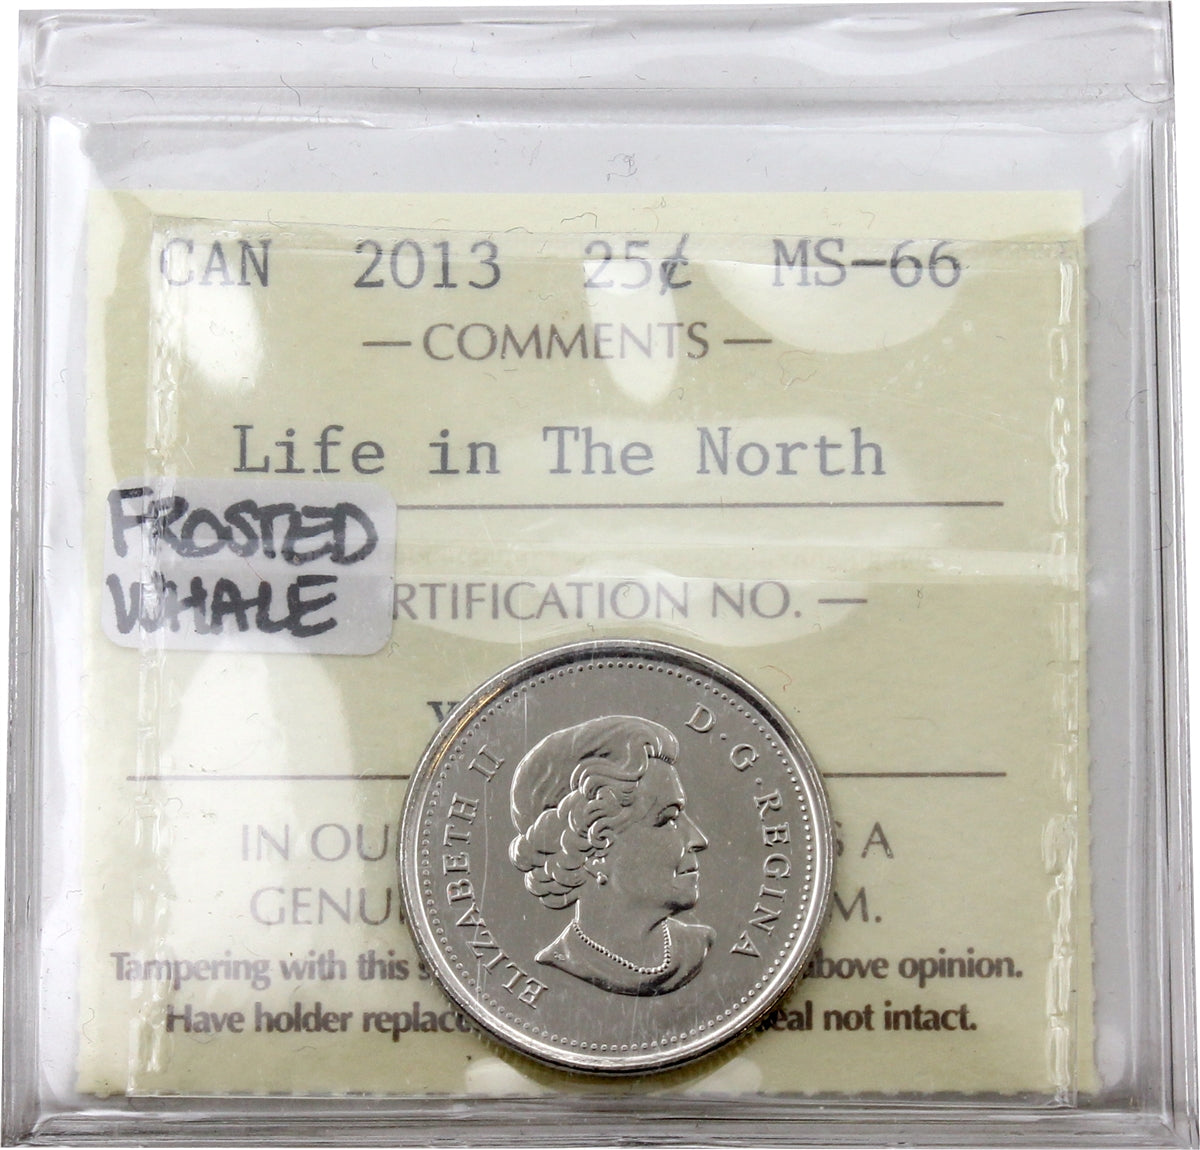 CAN 2013 25¢ MS-66
— COMMENTS —
Life in The North
FROSTED
WHALE
RTIFICATION NO. —
IN OU S A
GENU M.
Tampering with this above opinion.
Have holder replac eal not intact.
ELIZABETH II D·G·REGINA